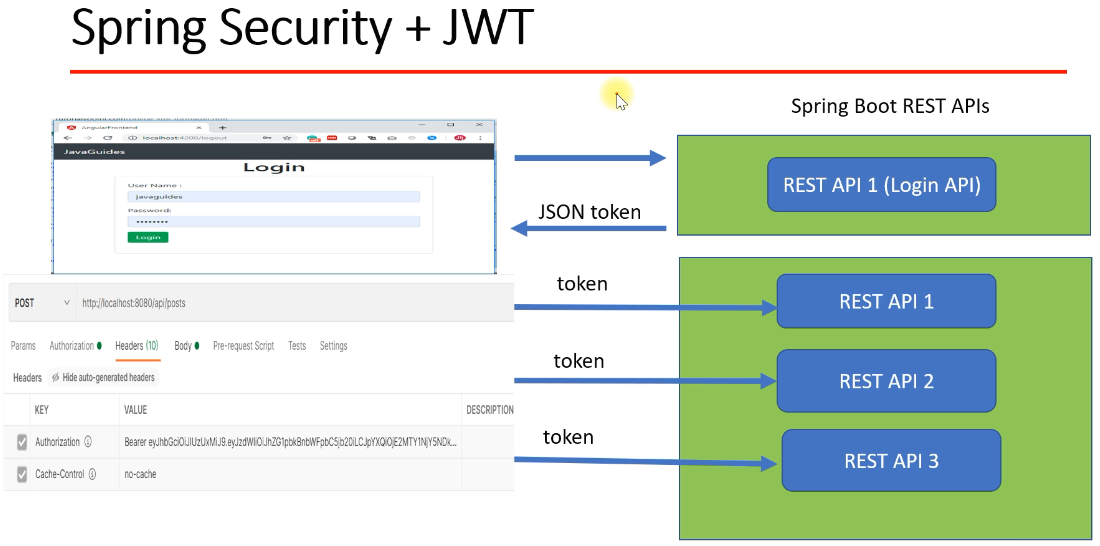 Spring Security + JWT
Spring Boot REST APIs
AngularFrontend
localhost:4200/logout
JavaGuides
Login
User Name :
javaguides
Password:
••••••••
Login
REST API 1 (Login API)
JSON token
POST
http://localhost:8080/api/posts
Params Authorization Headers (10) Body Pre-request Script Tests Settings
Headers Hide auto-generated headers
KEY VALUE DESCRIPTION
Authorization
Cache-Control no-cache
token
REST API 1
token
REST API 2
token
REST API 3